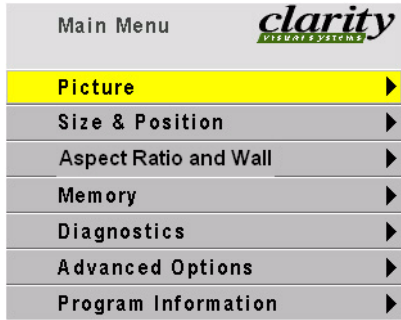 Main Menu
clarity
VISUAL SYSTEMS
Picture
Size & Position
Aspect Ratio and Wall
Memory
Diagnostics
Advanced Options
Program Information